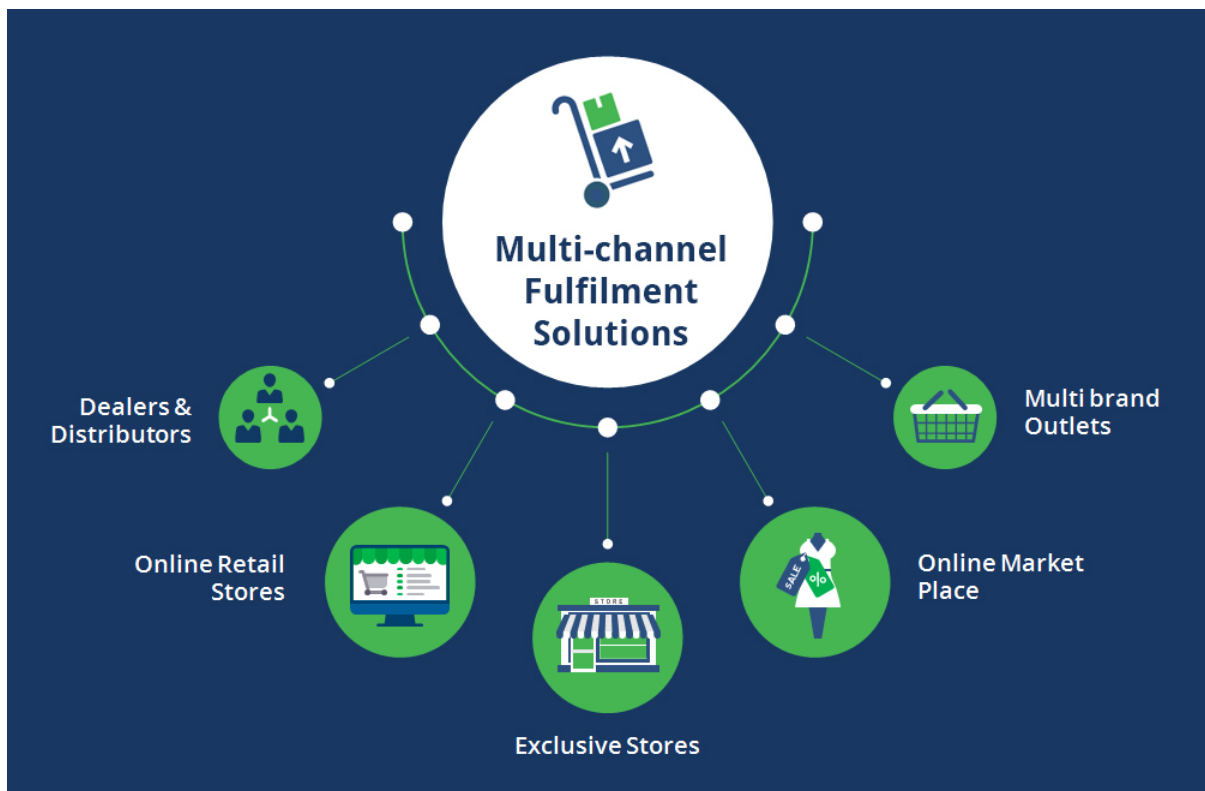 Multi-channel
Fulfilment
Solutions
Dealers &
Distributors
Online Retail
Stores
STORE
Exclusive Stores
SALE
%
Online Market
Place
Multi brand
Outlets